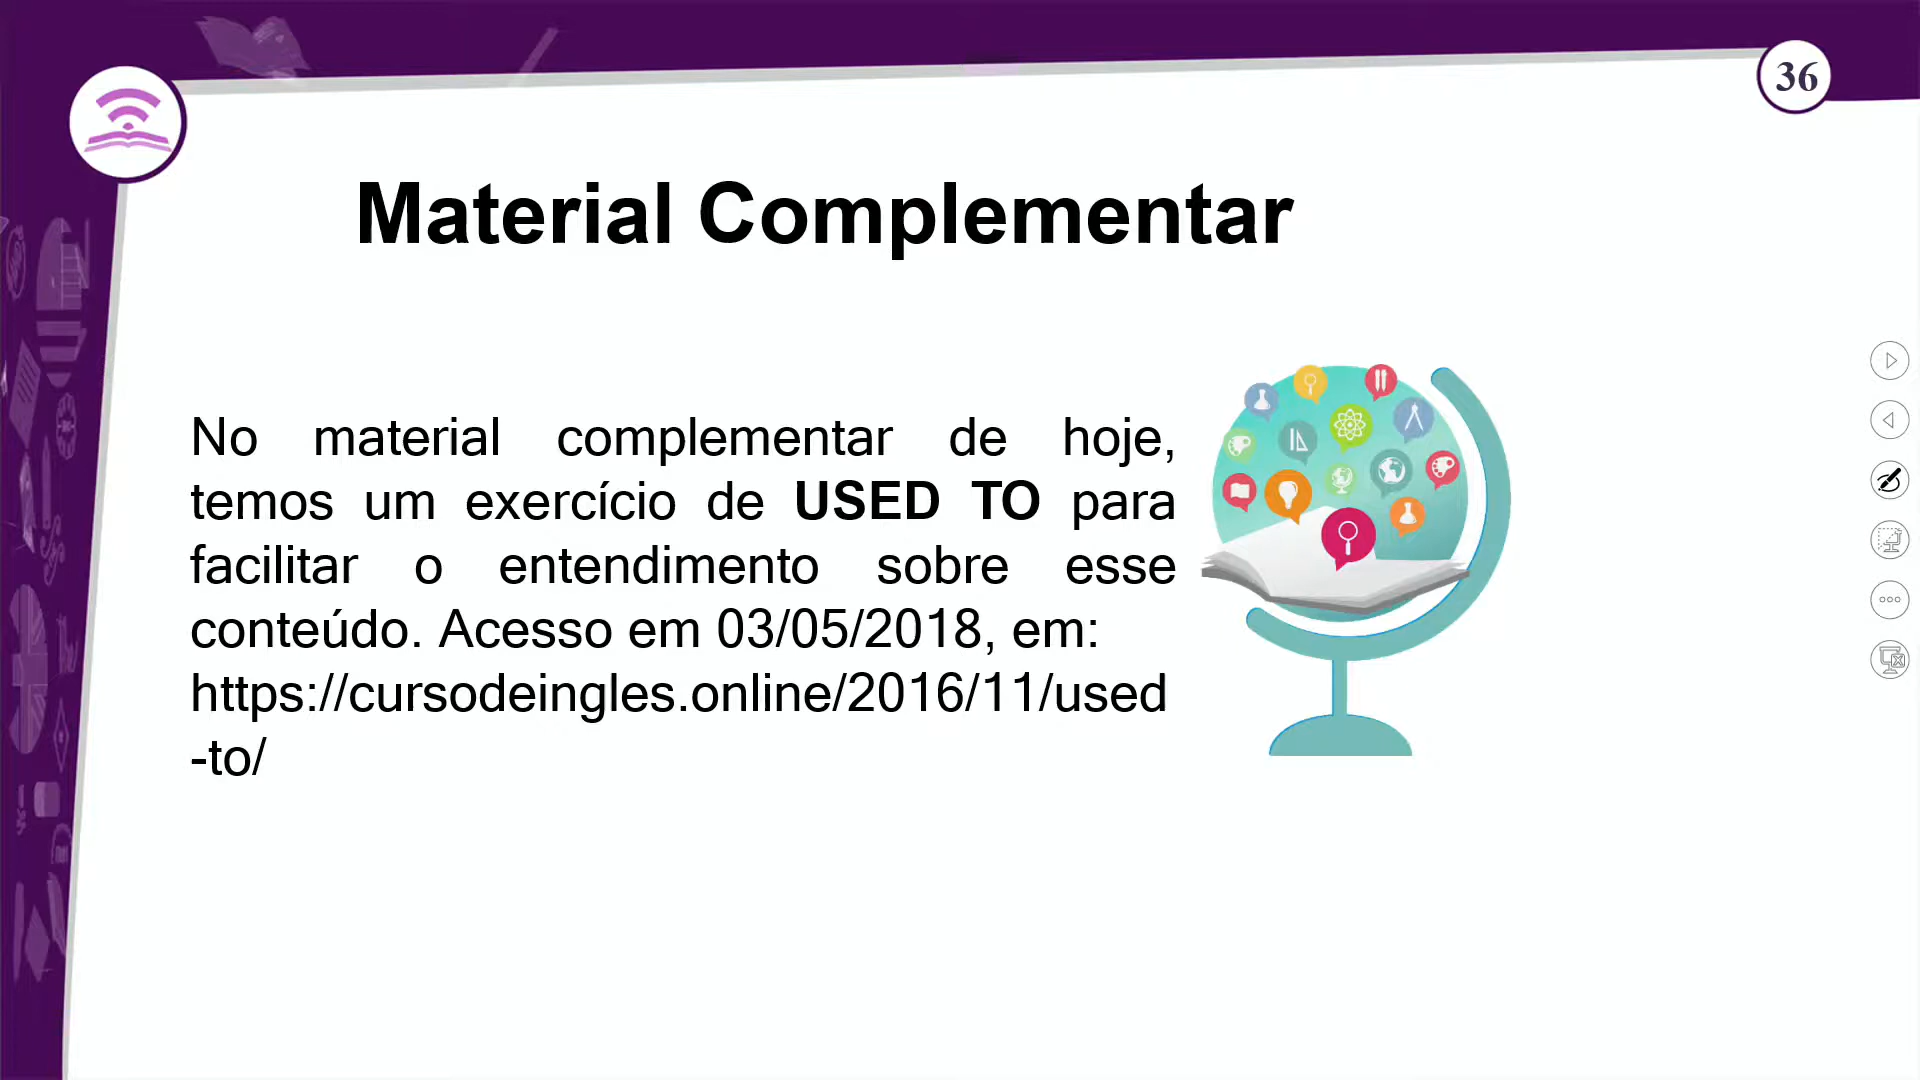 36
Material Complementar
No material complementar de hoje,
temos um exercício de USED TO para
facilitar o entendimento sobre esse
conteúdo. Acesso em 03/05/2018, em:
https://cursodeingles.online/2016/11/used
-to/